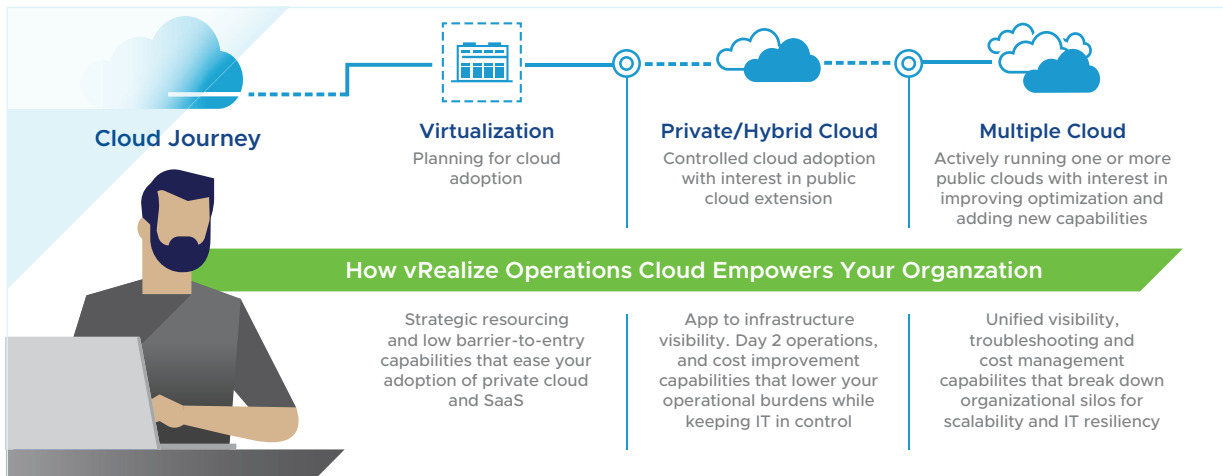 Cloud Journey
Virtualization
Planning for cloud
adoption
Private/Hybrid Cloud
Controlled cloud adoption
with interest in public
cloud extension
Multiple Cloud
Actively running one or more
public clouds with interest in
improving optimization and
adding new capabilities
How vRealize Operations Cloud Empowers Your Organzation
Strategic resourcing
and low barrier-to-entry
capabilities that ease your
adoption of private cloud
and SaaS
App to infrastructure
visibility. Day 2 operations,
and cost improvement
capabilities that lower your
operational burdens while
keeping IT in control
Unified visibility,
troubleshooting and
cost management
capabilites that break down
organizational silos for
scalability and IT resiliency